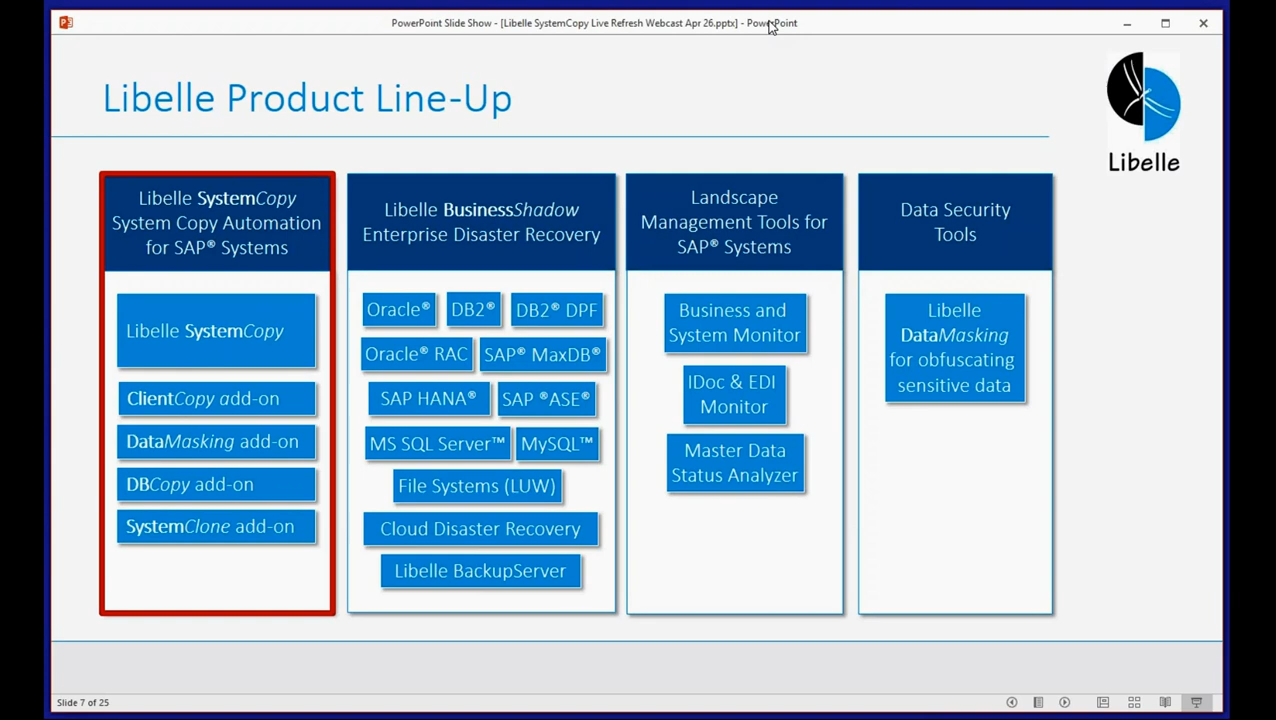 PowerPoint Slide Show - [Libelle SystemCopy Live Refresh Webcast Apr 26.pptx] - PowerPoint
Libelle Product Line-Up
Libelle
Libelle SystemCopy
System Copy Automation
for SAP® Systems
Libelle SystemCopy
ClientCopy add-on
DataMasking add-on
DBCopy add-on
SystemClone add-on
Libelle BusinessShadow
Enterprise Disaster Recovery
Oracle® DB2® DB2® DPF
Oracle® RAC SAP® MaxDB®
SAP HANA® SAP ®ASE®
MS SQL Server™ MySQL™
File Systems (LUW)
Cloud Disaster Recovery
Libelle BackupServer
Landscape
Management Tools for
SAP® Systems
Business and
System Monitor
IDoc & EDI
Monitor
Master Data
Status Analyzer
Data Security
Tools
Libelle
DataMasking
for obfuscating
sensitive data
Slide 7 of 25